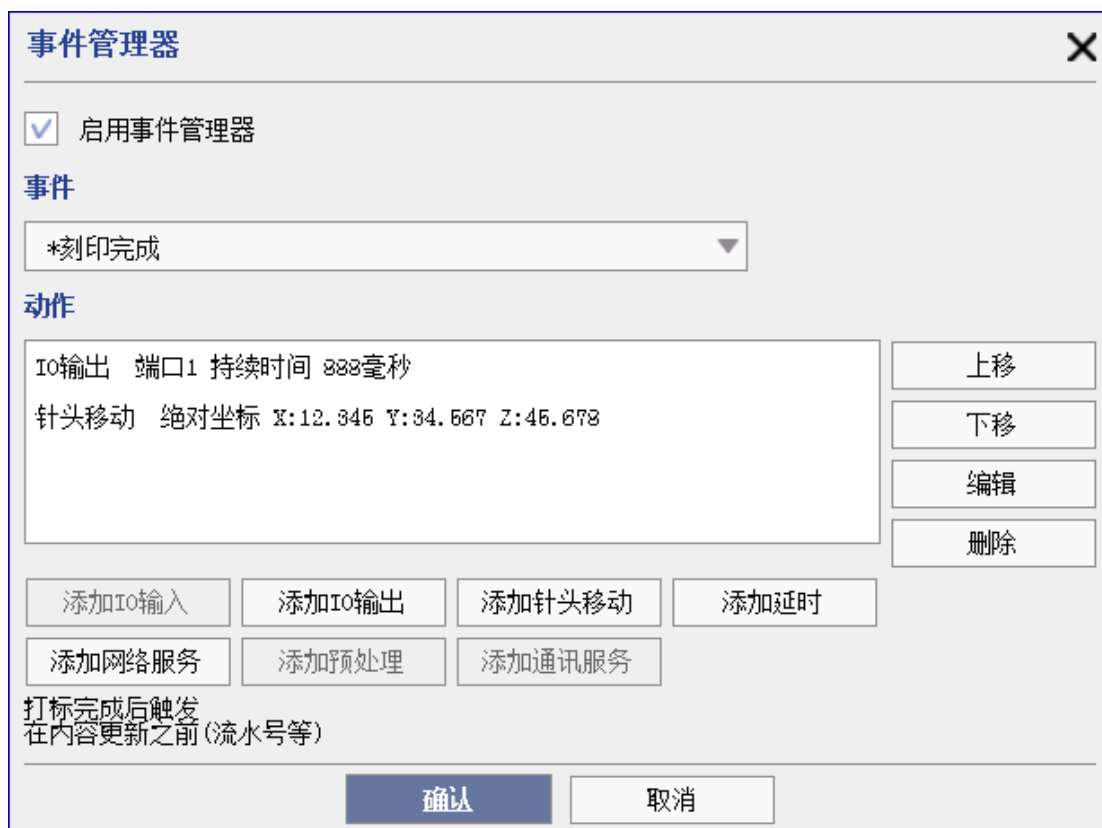 事件管理器
启用事件管理器
事件
*刻印完成
动作
IO输出 端口1 持续时间 888毫秒
针头移动 绝对坐标 X:12.345 Y:34.567 Z:45.678
上移
下移
编辑
删除
添加IO输入 添加IO输出 添加针头移动 添加延时
添加网络服务 添加预处理 添加通讯服务
打标完成后触发
在内容更新之前(流水号等)
确认 取消